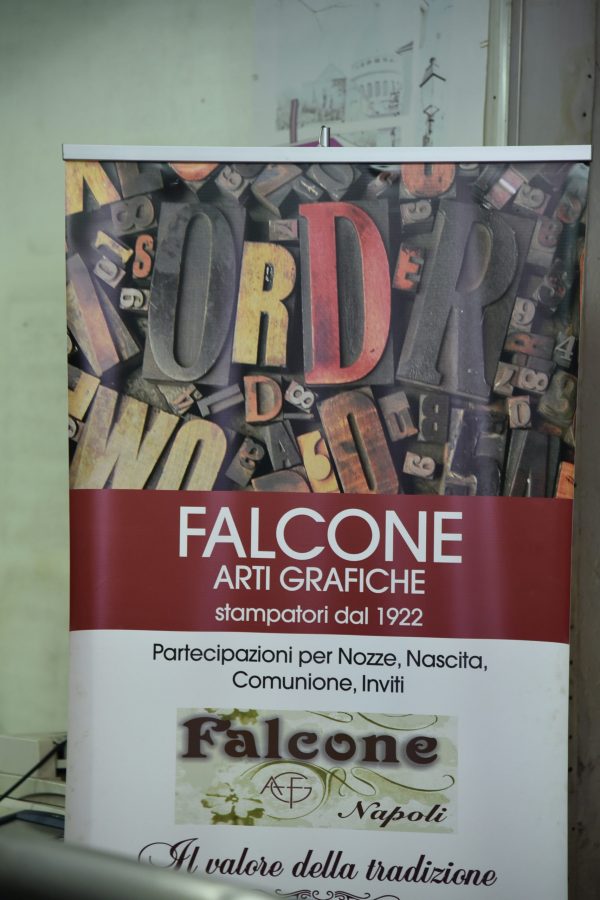 ORDR
FALCONE
ARTI GRAFICHE
stampatori dal 1922
Partecipazioni per Nozze, Nascita,
Comunione, Inviti
Falcone
AFG
Napoli
Il valore della tradizione